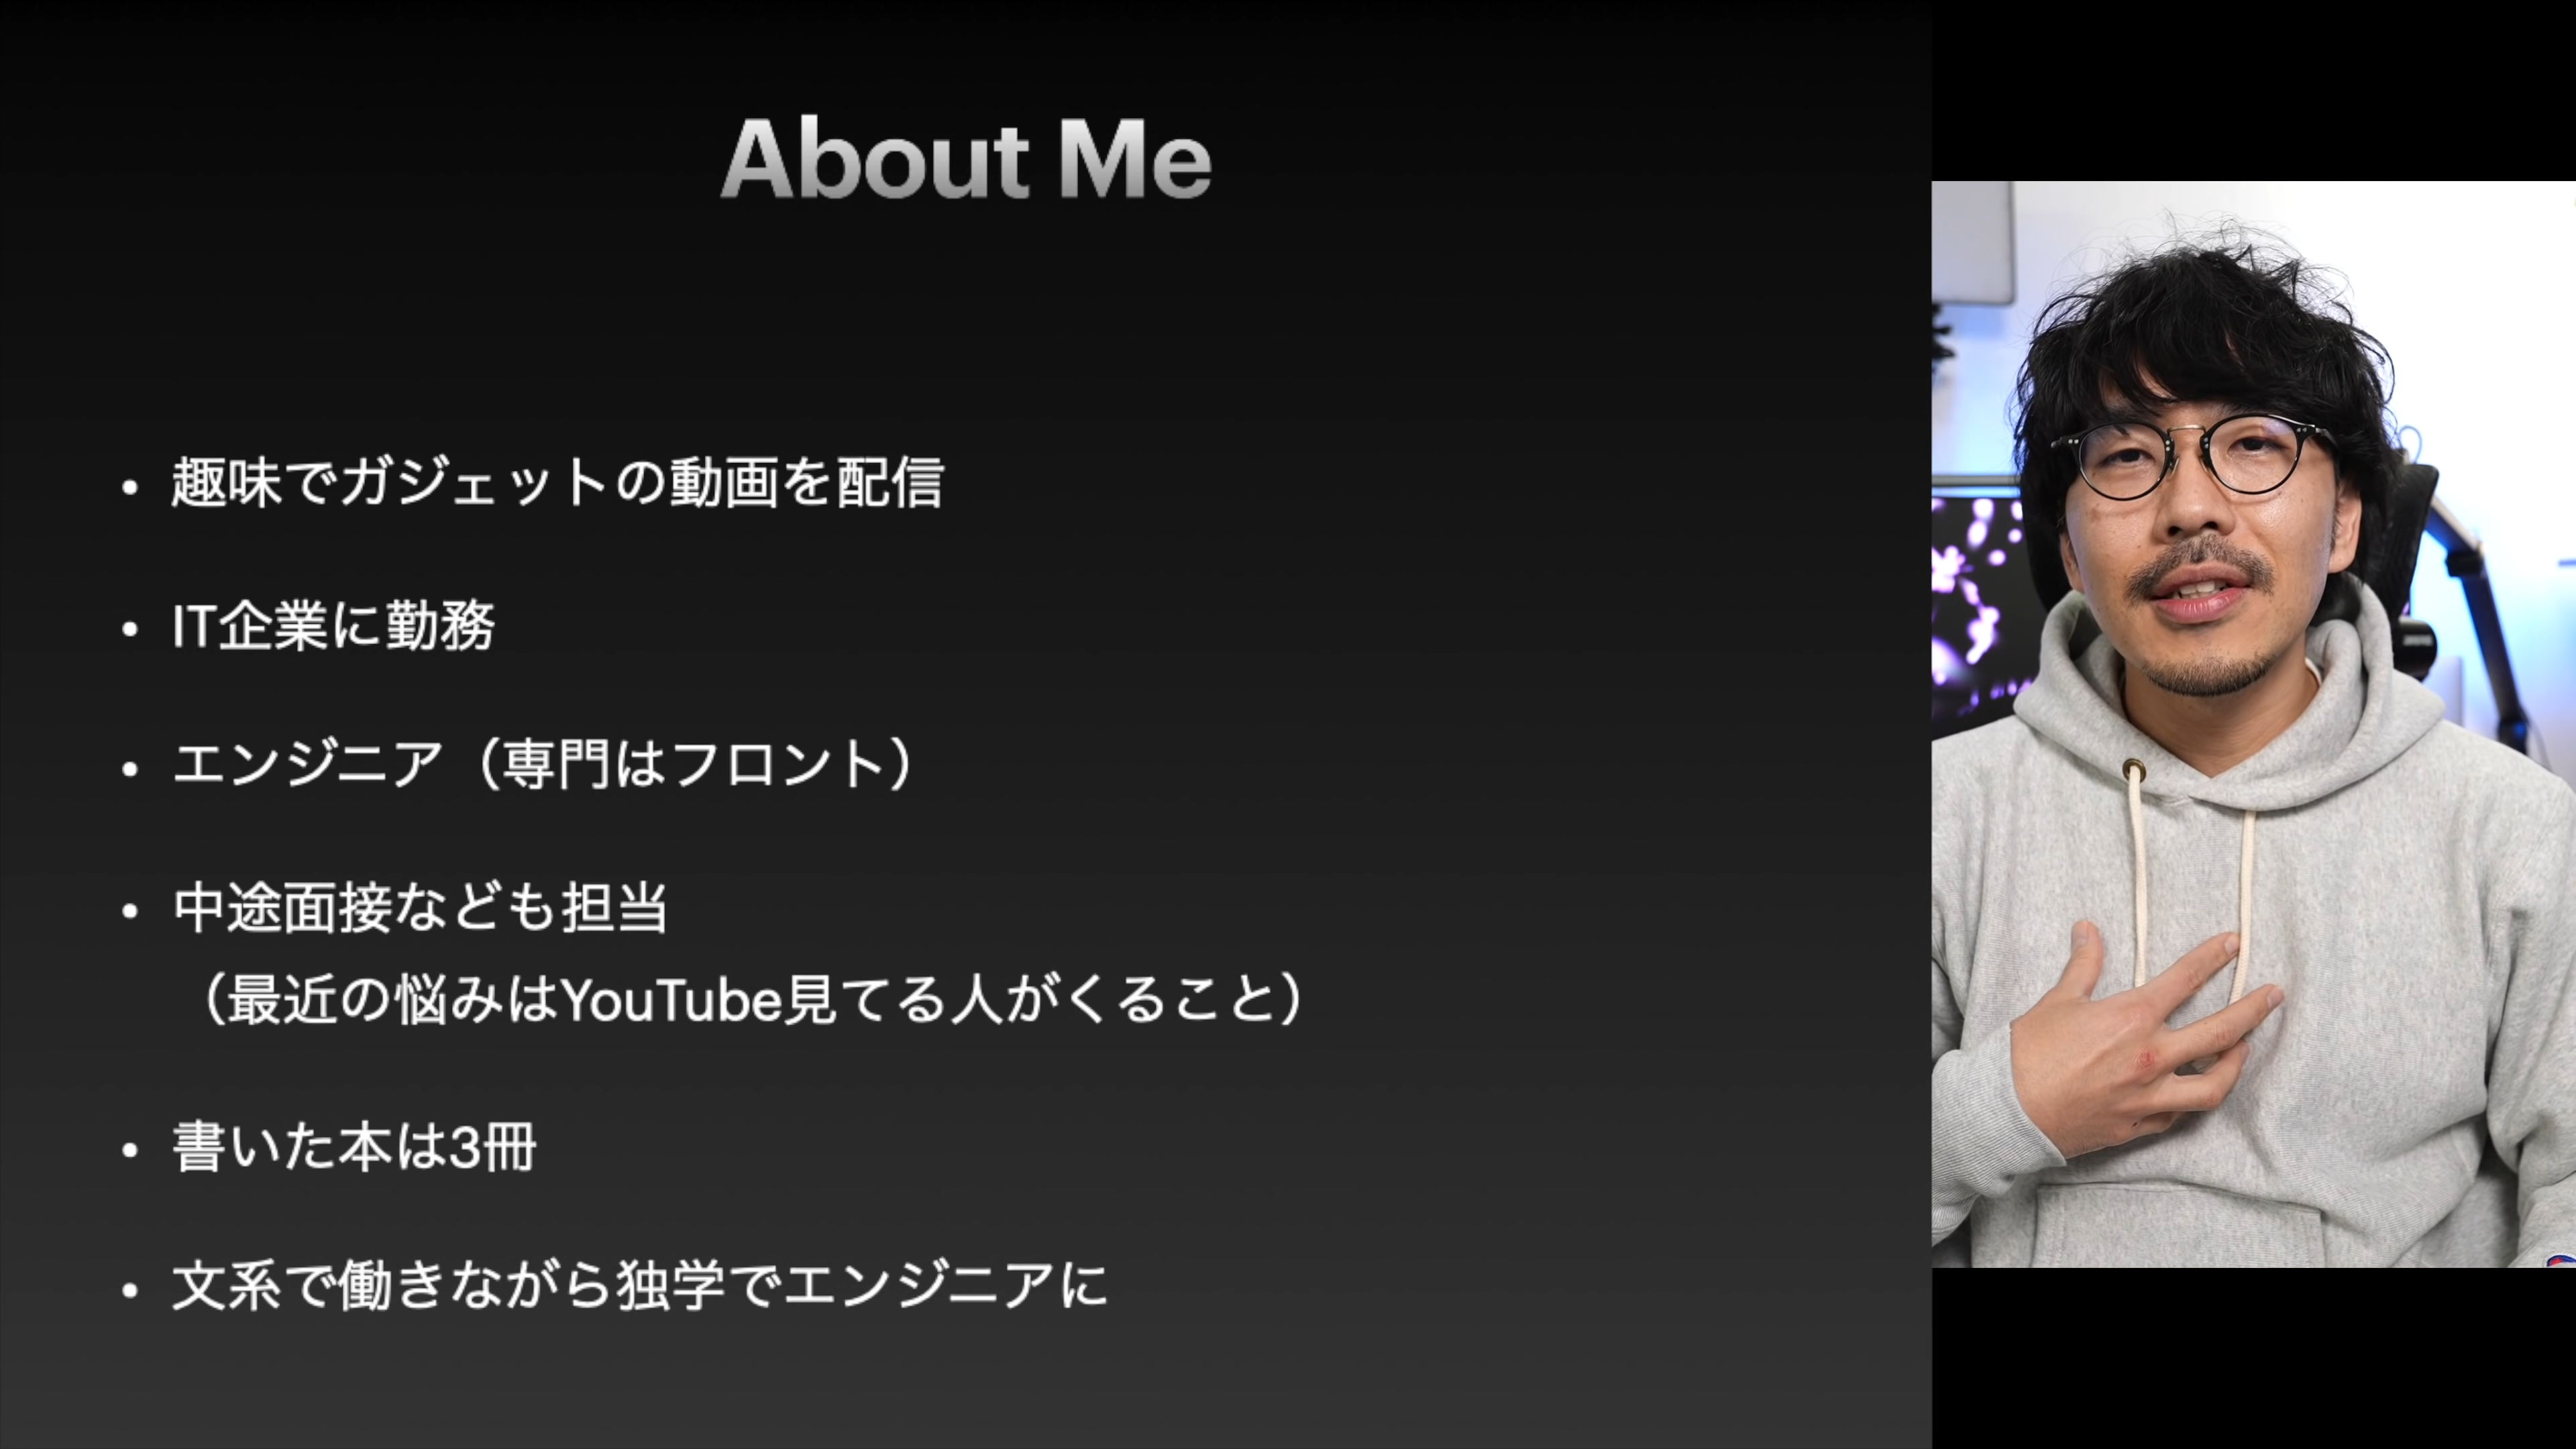 About Me
・趣味でガジェットの動画を配信
・IT企業に勤務
・エンジニア（専門はフロント）
・中途面接なども担当
（最近の悩みはYouTube見てる人がくること）
・書いた本は3冊
・文系で働きながら独学でエンジニアに